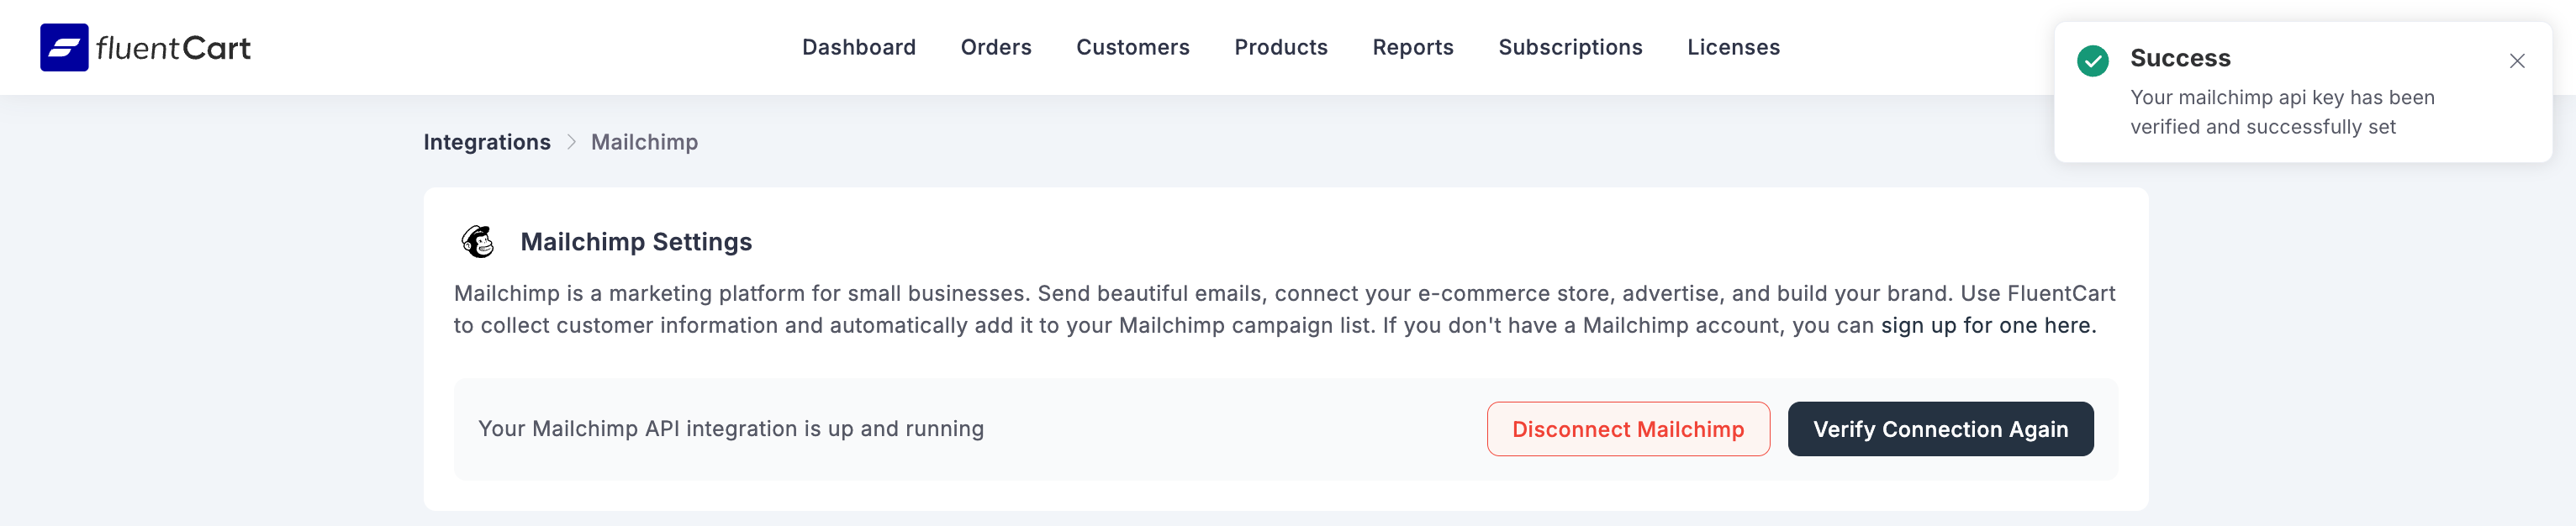 fluentCart
Dashboard
Orders
Customers
Products
Reports
Subscriptions
Licenses
Success
Your mailchimp api key has been
verified and successfully set
Integrations > Mailchimp
Mailchimp Settings
Mailchimp is a marketing platform for small businesses. Send beautiful emails, connect your e-commerce store, advertise, and build your brand. Use FluentCart
to collect customer information and automatically add it to your Mailchimp campaign list. If you don't have a Mailchimp account, you can sign up for one here.
Your Mailchimp API integration is up and running
Disconnect Mailchimp
Verify Connection Again